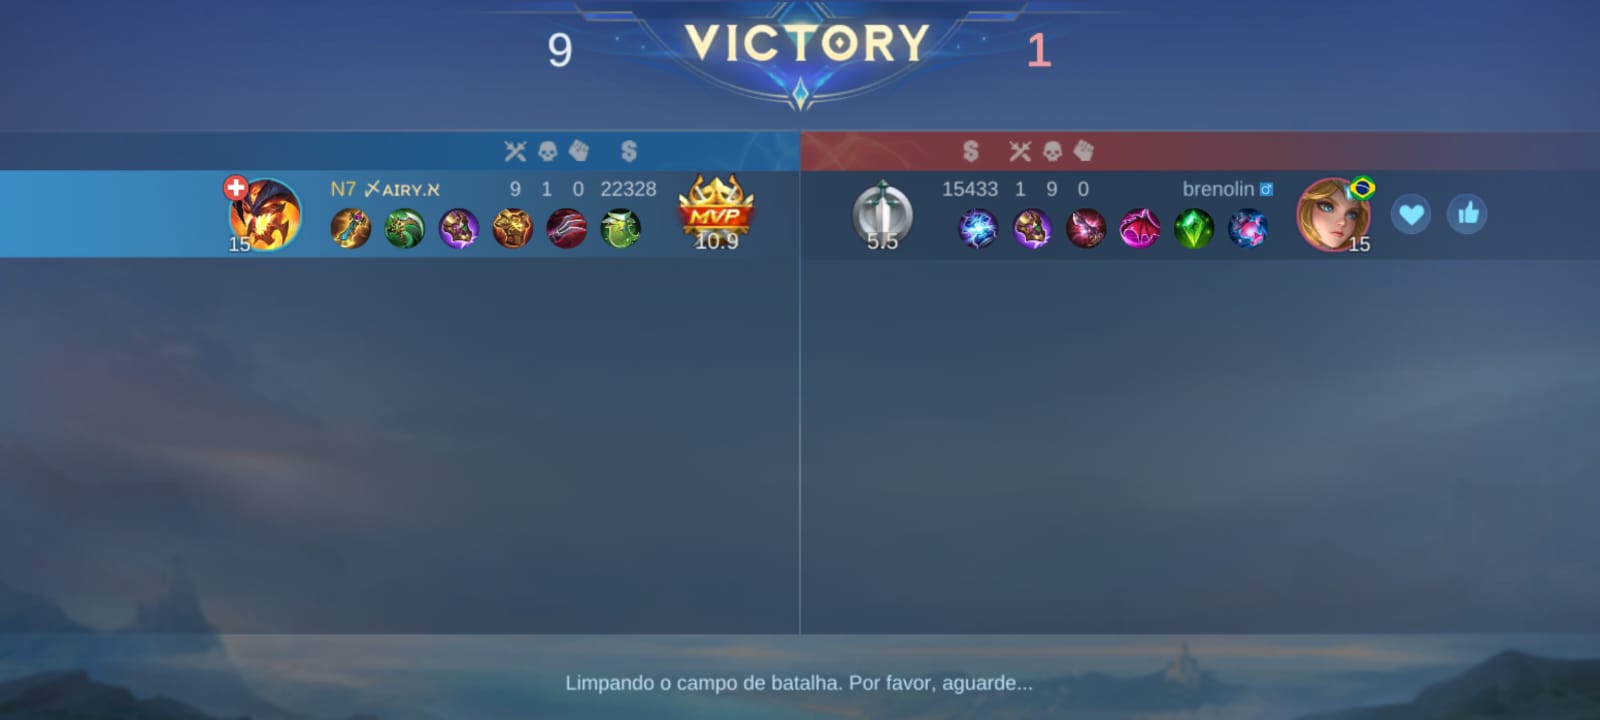 9 VICTORY 1
N7 〆AIRY.א 9 1 0 22328 MVP 15433 1 9 0 brenolin
15 10.9 5.5 15
Limpando o campo de batalha. Por favor, aguarde...